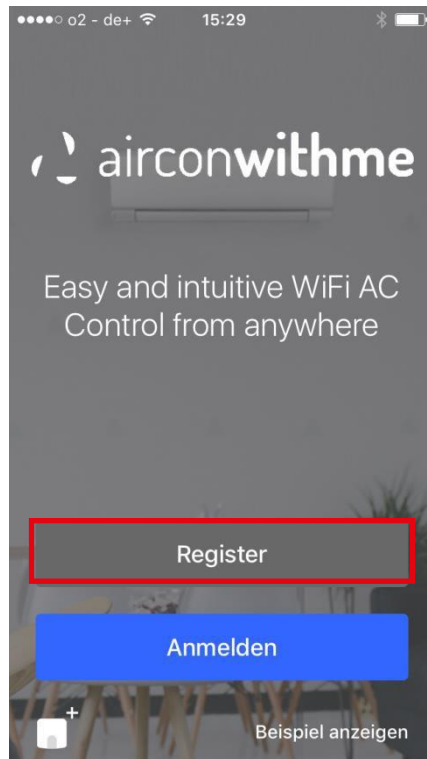 ●●●●○ o2 - de+ 15:29
airconwithme
Easy and intuitive WiFi AC
Control from anywhere
Register
Anmelden
+
Beispiel anzeigen